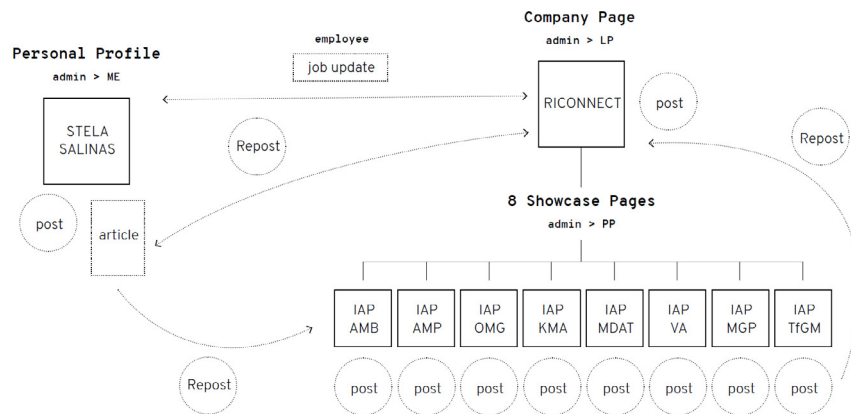 Company Page
admin > LP
employee
job update
Personal Profile
admin > ME
STELA
SALINAS
RICONNECT
post
Repost
Repost
post
article
8 Showcase Pages
admin > PP
IAP
AMB
IAP
AMP
IAP
OMG
IAP
KMA
IAP
MDAT
IAP
VA
IAP
MGP
IAP
TfGM
Repost
post
post
post
post
post
post
post
post